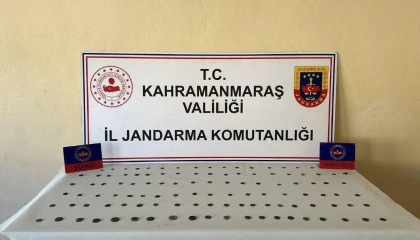 T.C.
KAHRAMANMARAŞ
VALİLİĞİ
İL JANDARMA KOMUTANLIĞI